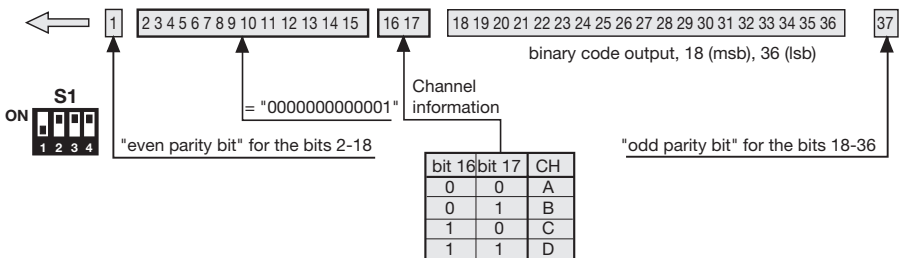 1 2 3 4 5 6 7 8 9 10 11 12 13 14 15 16 17 18 19 20 21 22 23 24 25 26 27 28 29 30 31 32 33 34 35 36 37
binary code output, 18 (msb), 36 (lsb)
Channel
information
= "0000000000001"
S1
ON
1 2 3 4
"even parity bit" for the bits 2-18
"odd parity bit" for the bits 18-36
bit 16 bit 17 CH
0 0 A
0 1 B
1 0 C
1 1 D